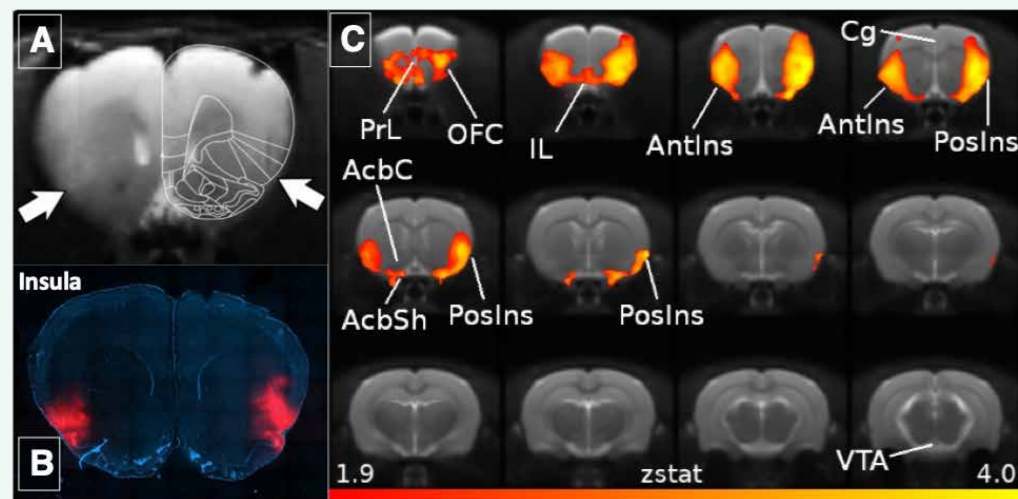 A
Insula
B
C
PrL
OFC
IL
AntIns
Cg
AntIns
PosIns
AcbC
AcbSh
PosIns
PosIns
VTA
1.9 zstat 4.0